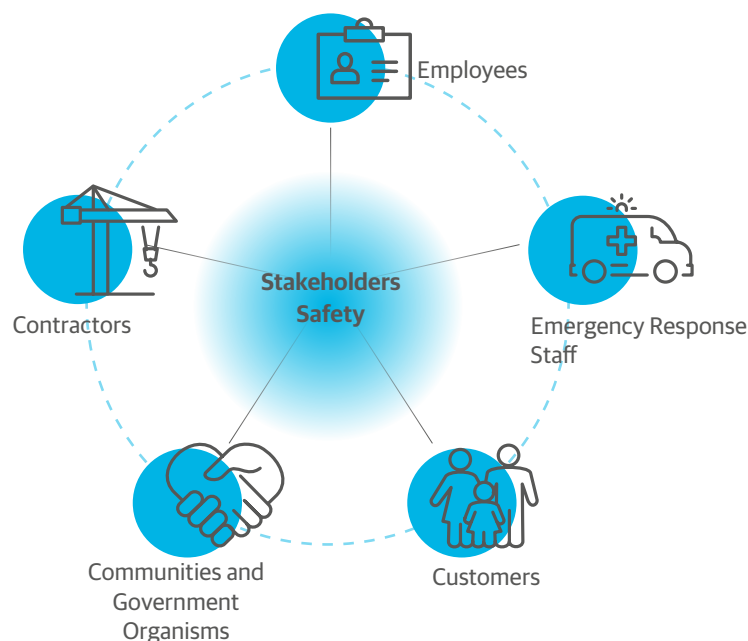 Employees
Stakeholders
Safety
Contractors
Emergency Response
Staff
Communities and
Government
Organisms
Customers